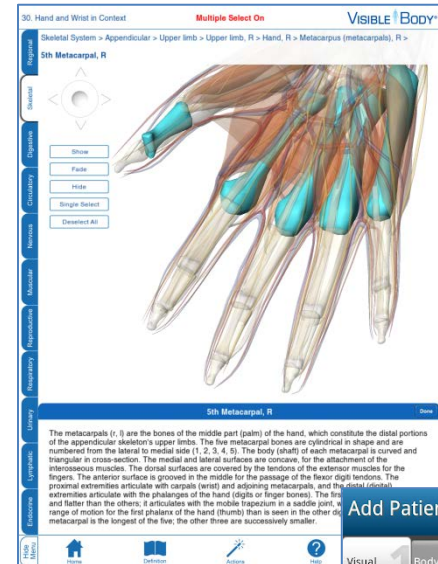 30. Hand and Wrist in Context
Multiple Select On
VISIBLE BODY®
Skeletal System > Appendicular > Upper limb > Upper limb, R > Hand, R > Metacarpus (metacarpals), R >
5th Metacarpal, R
Regional
Skeletal
Digestive
Circulatory
Nervous
Muscular
Reproductive
Respiratory
Urinary
Lymphatic
Endocrine
Hide Menu
Show
Fade
Hide
Single Select
Deselect All
5th Metacarpal, R
Done
The metacarpals (r, l) are the bones of the middle part (palm) of the hand, which constitute the distal portions
of the appendicular skeleton's upper limbs. The five metacarpal bones are cylindrical in shape and are
numbered from the lateral to medial side (1, 2, 3, 4, 5). The body (shaft) of each metacarpal is curved and
triangular in cross-section. The medial and lateral surfaces are concave, for the attachment of the
interosseous muscles. The dorsal surfaces are covered by the tendons of the extensor muscles for the
fingers. The anterior surface is grooved in the middle for the passage of the flexor digiti tendons. The
proximal extremities articulate with carpals (wrist) and adjoining metacarpals, and the distal (digital)
extremities articulate with the phalanges of the hand (digits or finger bones). The firs
and flatter than the others; it articulates with the mobile trapezium in a saddle joint, w
range of motion for the first phalanx of the hand (thumb) than is seen in the other dig
metacarpal is the longest of the five; the other three are successively smaller.
Home
Definition
Actions
Help
Add Patien
Visual
1
Body